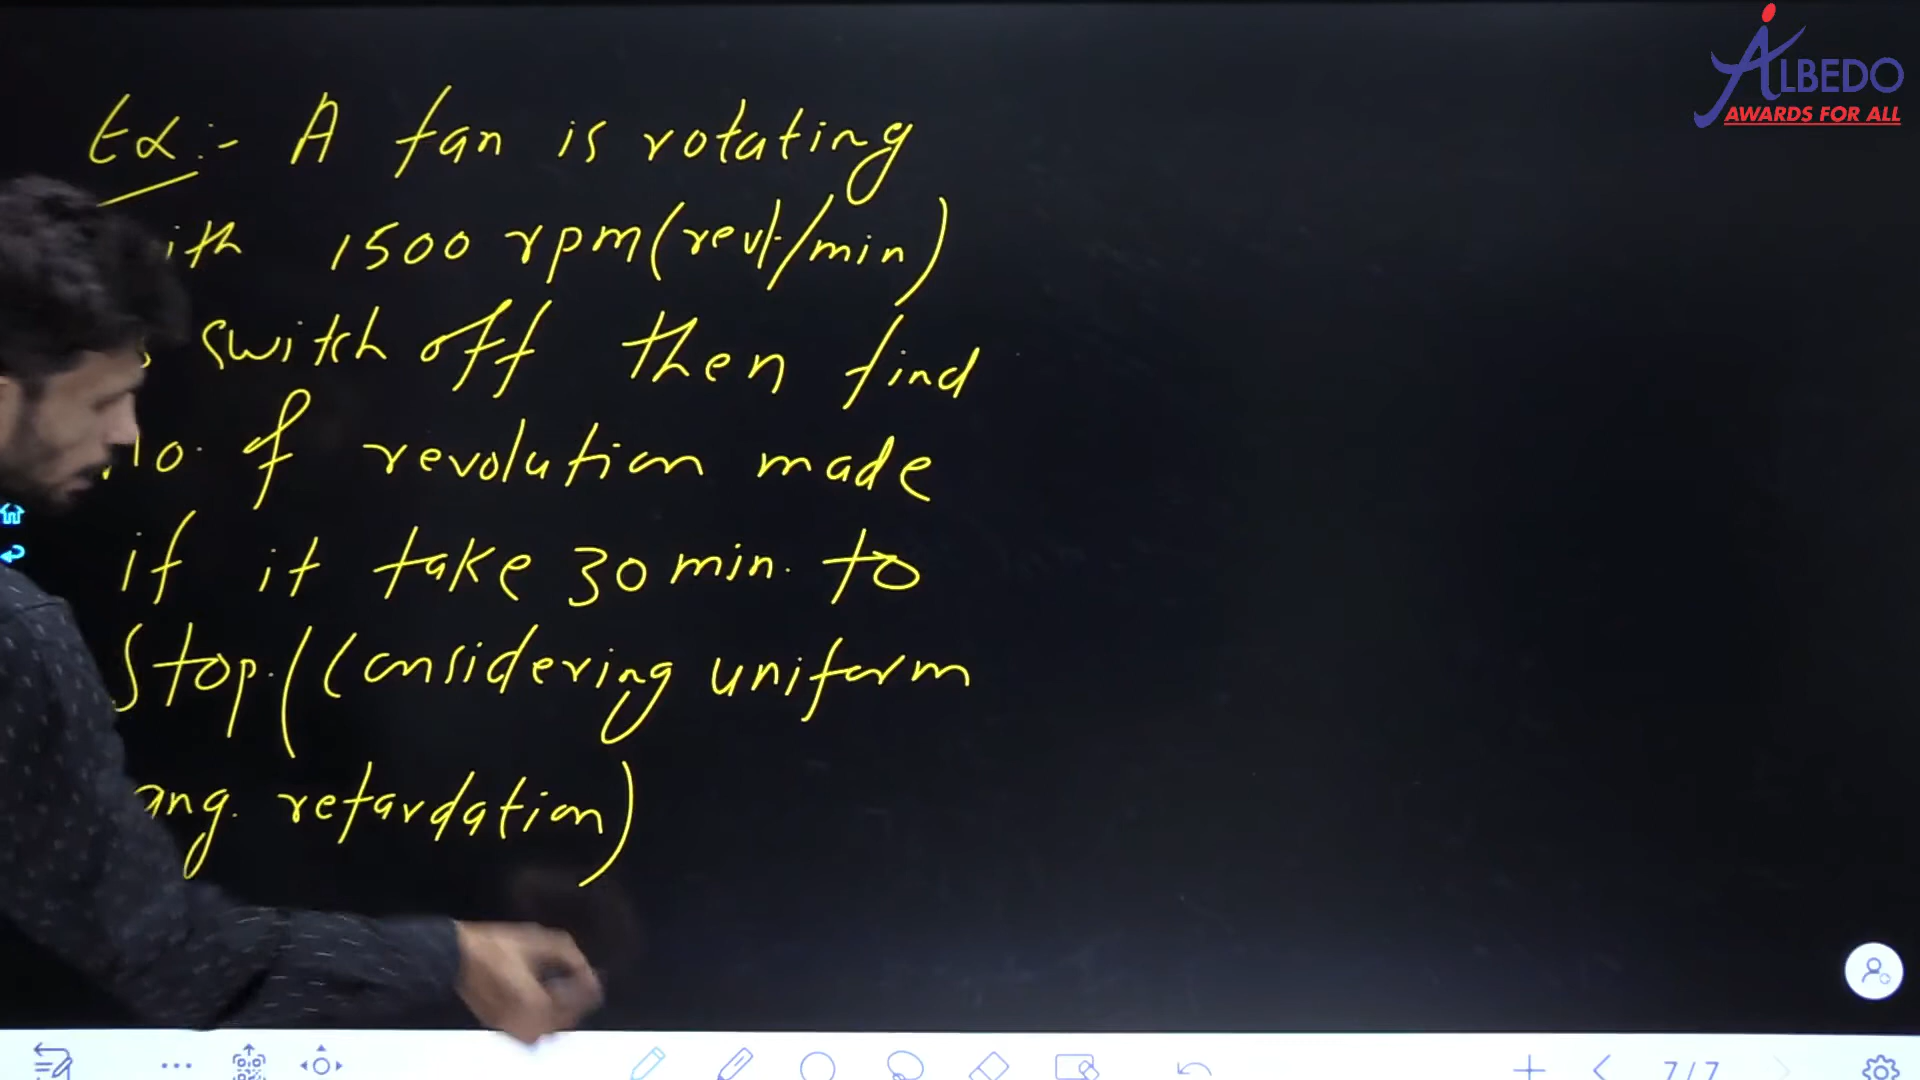 ALBEDO
AWARDS FOR ALL
Ex:- A fan is rotating
1500 rpm (revl./min)
switch off then find
of revolution made
if it take 30 min. to
stop. (Considering uniform
ang. retardation)
7/7